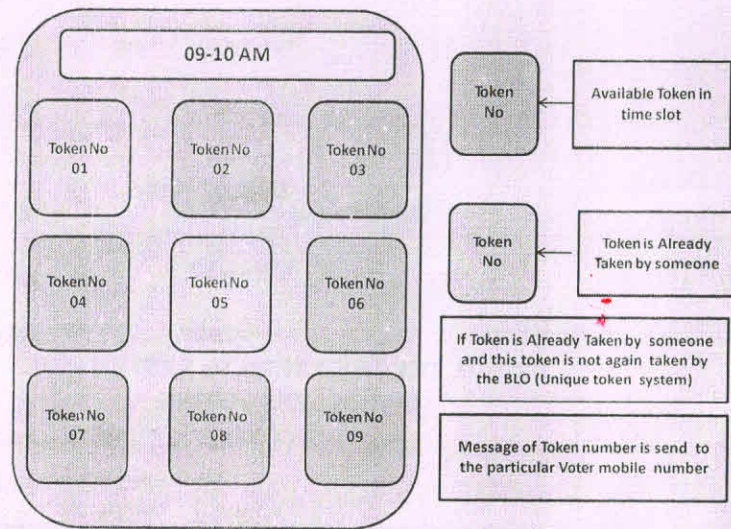 09-10 AM
Token No
01
Token No
02
Token No
03
Token No
04
Token No
05
Token No
06
Token No
07
Token No
08
Token No
09
Token
No
Available Token in
time slot
Token
No
Token is Already
Taken by someone
If Token is Already Taken by someone
and this token is not again taken by
the BLO (Unique token system)
Message of Token number is send to
the particular Voter mobile number